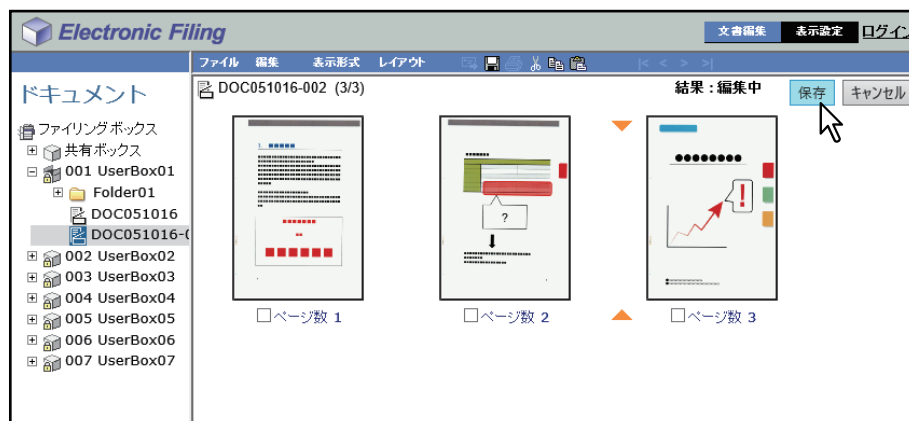 Electronic Filing
文書編集 表示設定 ログイン
ファイル 編集 表示形式 レイアウト |< < > >|
ドキュメント
ファイリングボックス
共有ボックス
001 UserBox01
Folder01
DOC051016
DOC051016-0
002 UserBox02
003 UserBox03
004 UserBox04
005 UserBox05
006 UserBox06
007 UserBox07
DOC051016-002 (3/3)
結果：編集中
保存 キャンセル
1. ■■■■■
?
!
ページ数 1
ページ数 2
ページ数 3